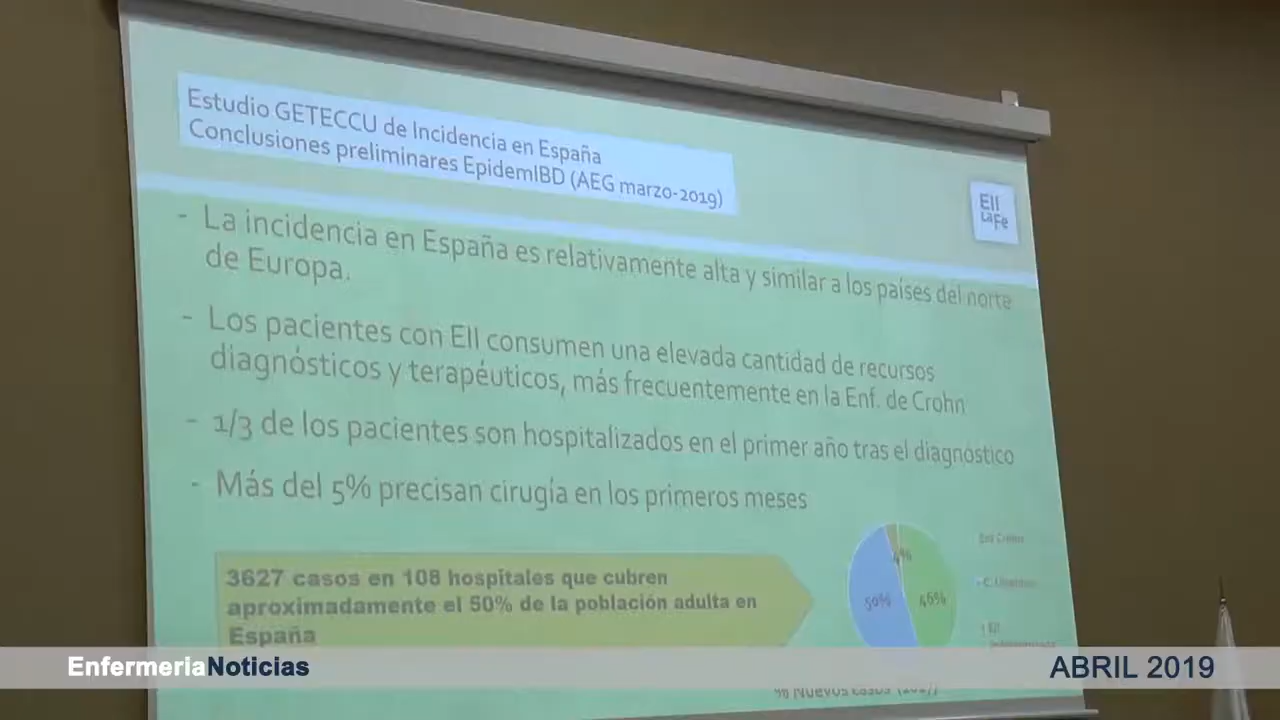 Estudio GETECCU de Incidencia en España
Conclusiones preliminares EpidemIBD (AEG marzo-2019)
EII
La Fe
- La incidencia en España es relativamente alta y similar a los países del norte
de Europa.
- Los pacientes con EII consumen una elevada cantidad de recursos
diagnósticos y terapéuticos, más frecuentemente en la Enf. de Crohn
- 1/3 de los pacientes son hospitalizados en el primer año tras el diagnóstico
- Más del 5% precisan cirugía en los primeros meses
3627 casos en 108 hospitales que cubren
aproximadamente el 50% de la población adulta en
España
4%
50%
46%
EnfermeriaNoticias
ABRIL 2019